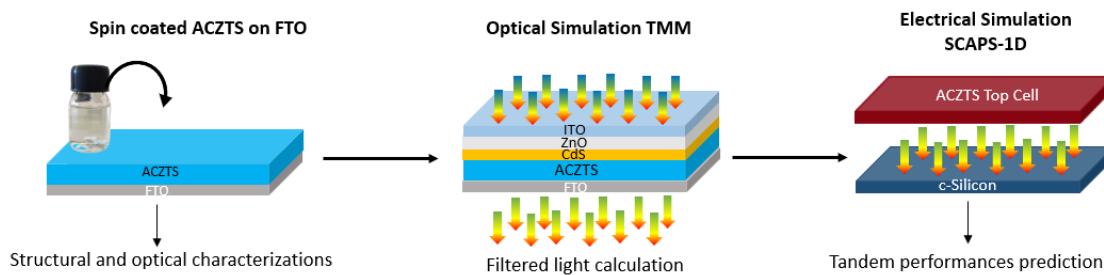 Spin coated ACZTS on FTO
ACZTS
FTO
Structural and optical characterizations
Optical Simulation TMM
ITO
ZnO
CdS
ACZTS
FTO
Filtered light calculation
Electrical Simulation
SCAPS-1D
ACZTS Top Cell
c-Silicon
Tandem performances prediction